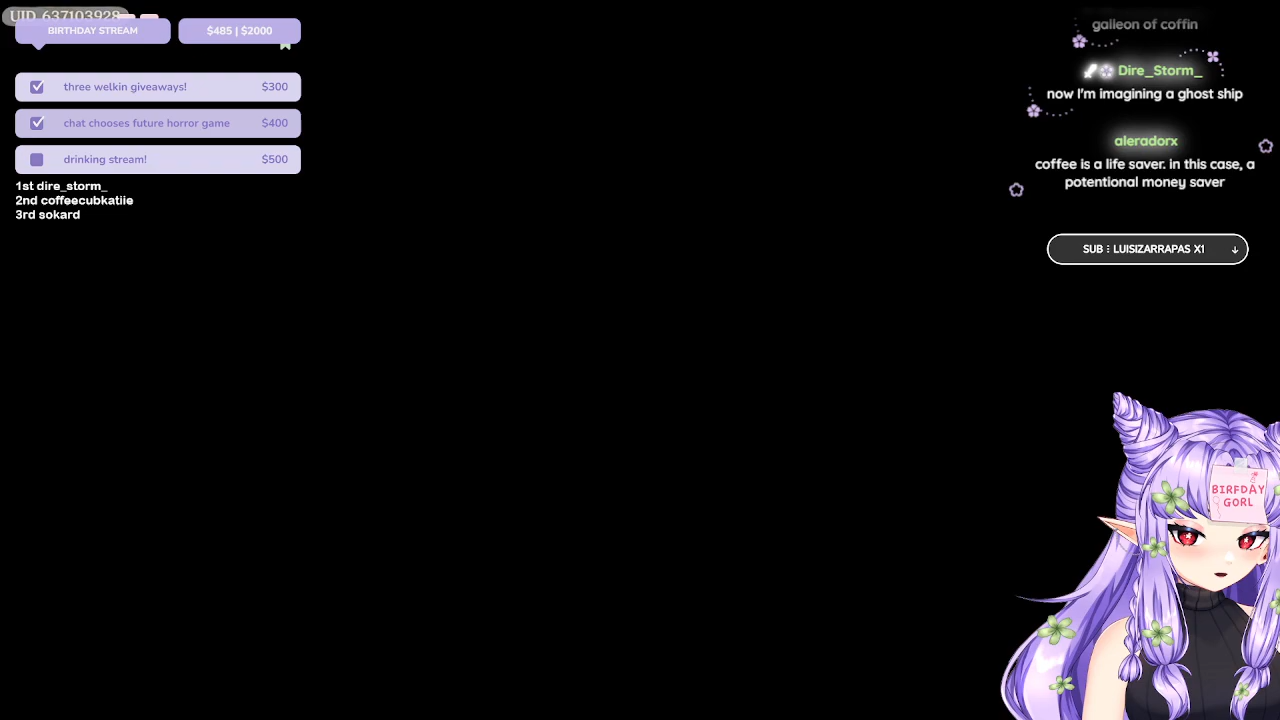 UID 637103928
BIRTHDAY STREAM
$485 | $2000
three welkin giveaways! $300
chat chooses future horror game $400
drinking stream! $500
1st dire_storm_
2nd coffeecubkatiie
3rd sokard
galleon of coffin
Dire_Storm_
now I'm imagining a ghost ship
aleradorx
coffee is a life saver. in this case, a
potentional money saver
SUB : LUISIZARRAPAS X1
BIRFDAY
GORL